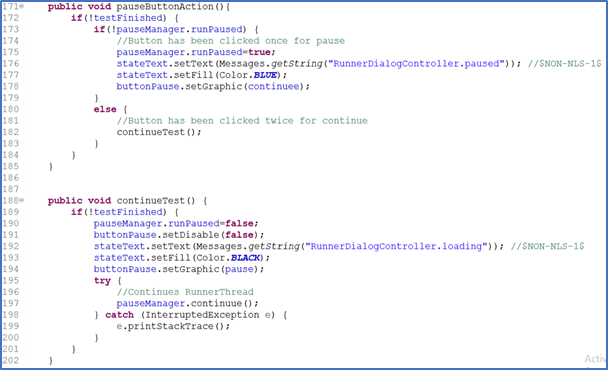 171 public void pauseButtonAction(){
172 if(!testFinished) {
173 if(!pauseManager.runPaused) {
174 //Button has been clicked once for pause
175 pauseManager.runPaused=true;
176 stateText.setText(Messages.getString("RunnerDialogController.paused")); //$NON-NLS-1$
177 stateText.setFill(Color.BLUE);
178 buttonPause.setGraphic(continuee);
179 }
180 else {
181 //Button has been clicked twice for continue
182 continueTest();
183 }
184 }
185 }
186
187
188 public void continueTest() {
189 if(!testFinished) {
190 pauseManager.runPaused=false;
191 buttonPause.setDisable(false);
192 stateText.setText(Messages.getString("RunnerDialogController.loading")); //$NON-NLS-1$
193 stateText.setFill(Color.BLACK);
194 buttonPause.setGraphic(pause);
195 try {
196 //Continues RunnerThread
197 pauseManager.continuue();
198 } catch (InterruptedException e) {
199 e.printStackTrace();
200 }
201 }
202 }
Activ